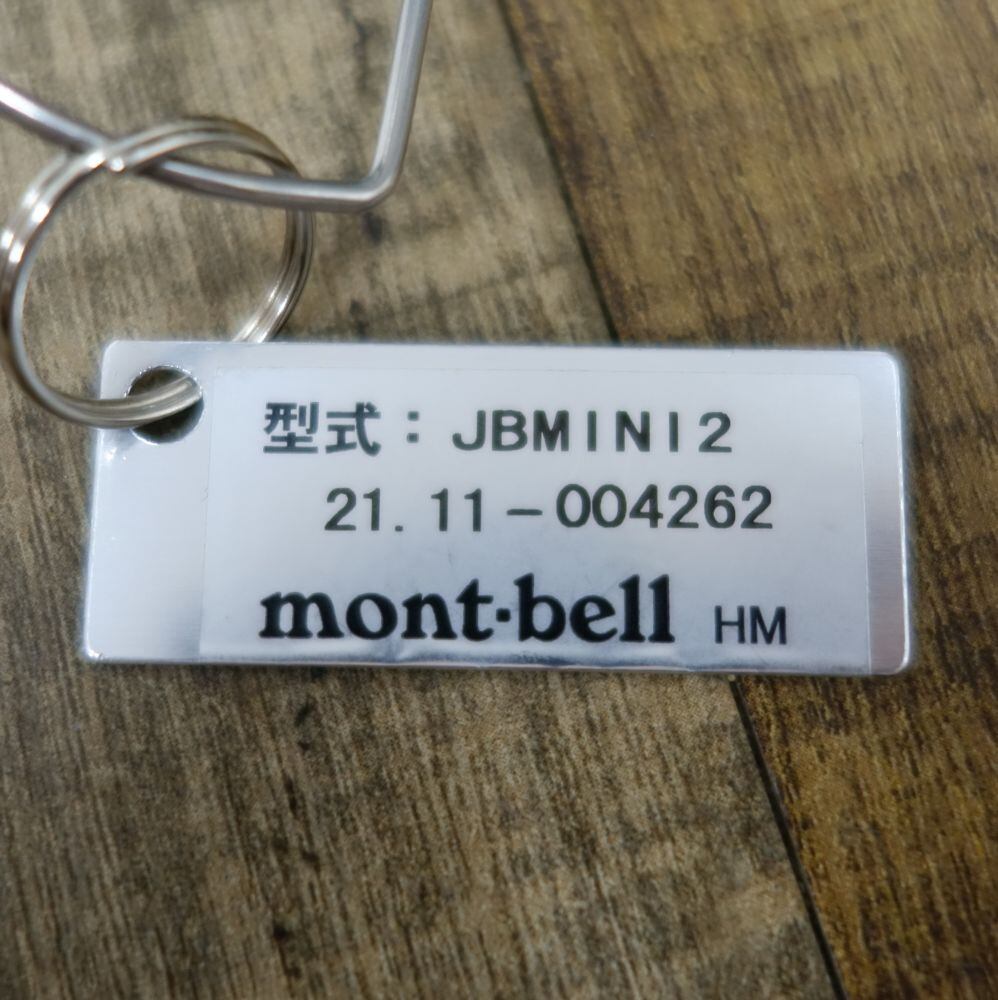 型式：JBMINI2
21.11-004262
mont·bell HM